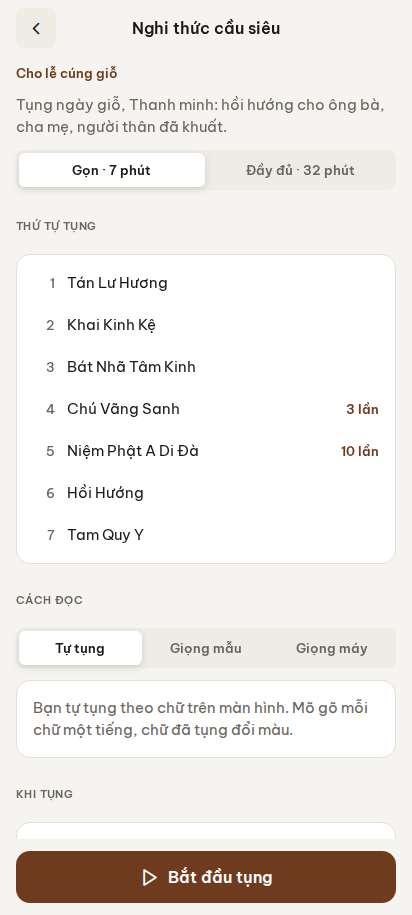 Nghi thức cầu siêu
Cho lễ cúng giỗ
Tụng ngày giỗ, Thanh minh: hồi hướng cho ông bà,
cha mẹ, người thân đã khuất.
Gọn · 7 phút
Đầy đủ · 32 phút
THỨ TỰ TỤNG
1 Tán Lư Hương
2 Khai Kinh Kệ
3 Bát Nhã Tâm Kinh
4 Chú Vãng Sanh 3 lần
5 Niệm Phật A Di Đà 10 lần
6 Hồi Hướng
7 Tam Quy Y
CÁCH ĐỌC
Tự tụng
Giọng mẫu
Giọng máy
Bạn tự tụng theo chữ trên màn hình. Mõ gõ mỗi
chữ một tiếng, chữ đã tụng đổi màu.
KHI TỤNG
Bắt đầu tụng